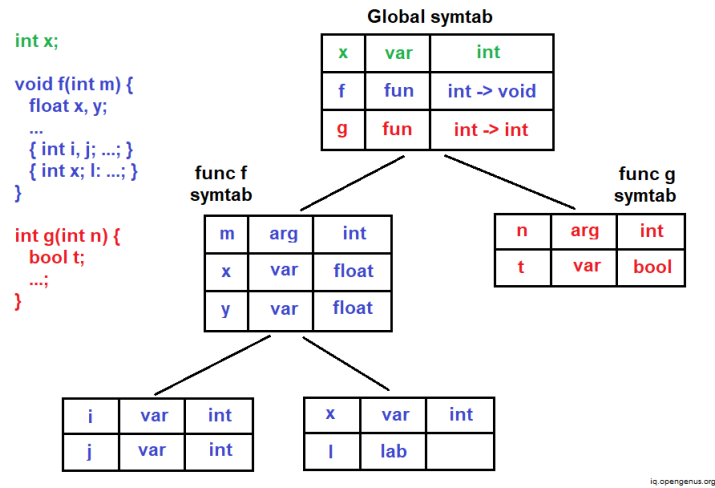 Global symtab
int x;
x var int
void f(int m) {
f fun int -> void
float x, y;
...
g fun int -> int
{ int i, j; ...; }
{ int x; l: ...; }
}
func f
symtab
func g
symtab
int g(int n) {
bool t;
...;
}
m arg int
x var float
y var float
n arg int
t var bool
i var int
j var int
x var int
l lab
iq.opengenus.org